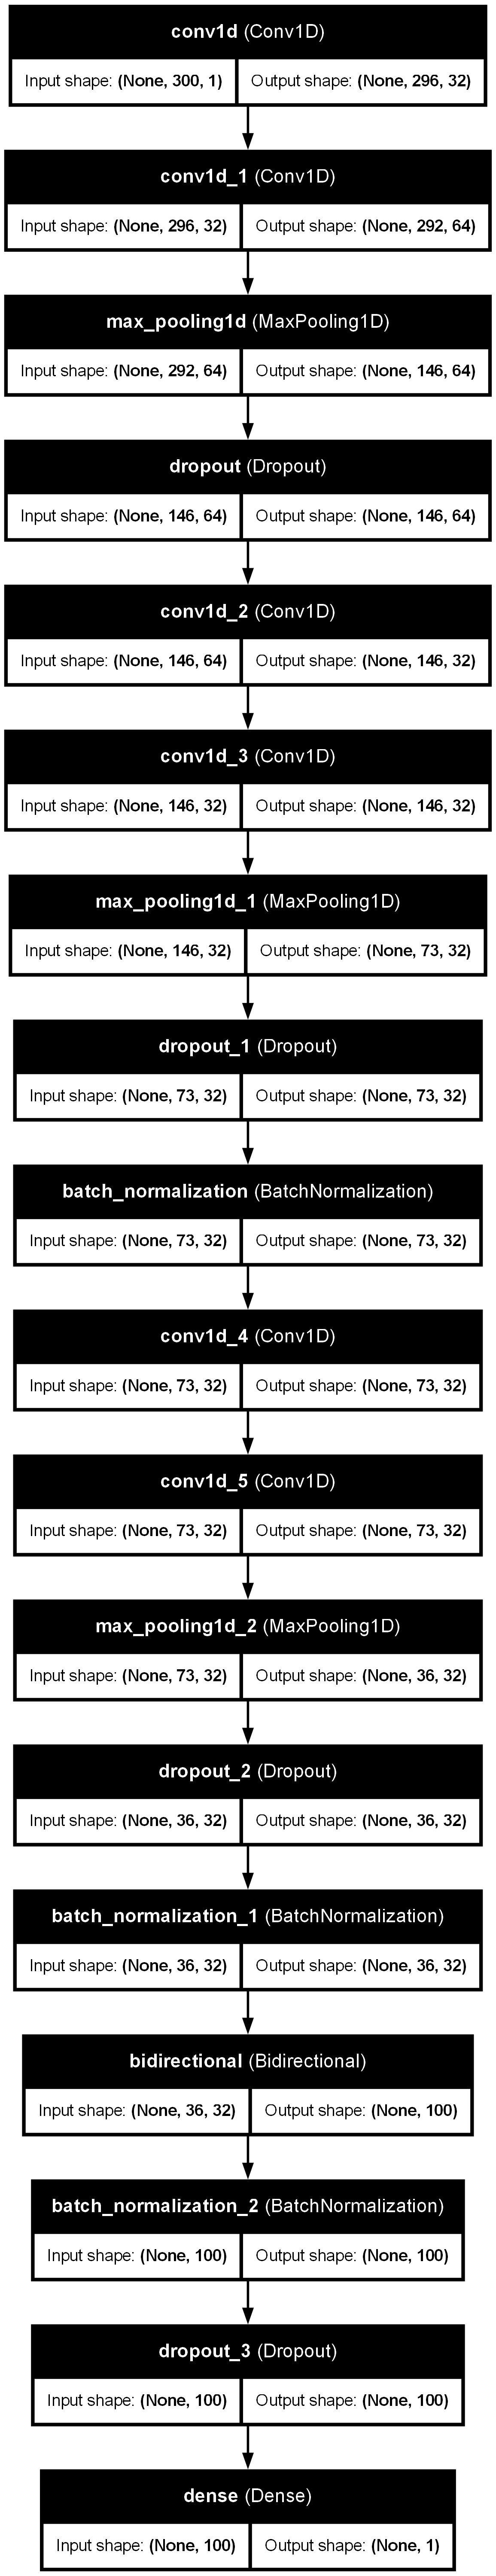 conv1d (Conv1D)
Input shape: (None, 300, 1) Output shape: (None, 296, 32)
conv1d_1 (Conv1D)
Input shape: (None, 296, 32) Output shape: (None, 292, 64)
max_pooling1d (MaxPooling1D)
Input shape: (None, 292, 64) Output shape: (None, 146, 64)
dropout (Dropout)
Input shape: (None, 146, 64) Output shape: (None, 146, 64)
conv1d_2 (Conv1D)
Input shape: (None, 146, 64) Output shape: (None, 146, 32)
conv1d_3 (Conv1D)
Input shape: (None, 146, 32) Output shape: (None, 146, 32)
max_pooling1d_1 (MaxPooling1D)
Input shape: (None, 146, 32) Output shape: (None, 73, 32)
dropout_1 (Dropout)
Input shape: (None, 73, 32) Output shape: (None, 73, 32)
batch_normalization (BatchNormalization)
Input shape: (None, 73, 32) Output shape: (None, 73, 32)
conv1d_4 (Conv1D)
Input shape: (None, 73, 32) Output shape: (None, 73, 32)
conv1d_5 (Conv1D)
Input shape: (None, 73, 32) Output shape: (None, 73, 32)
max_pooling1d_2 (MaxPooling1D)
Input shape: (None, 73, 32) Output shape: (None, 36, 32)
dropout_2 (Dropout)
Input shape: (None, 36, 32) Output shape: (None, 36, 32)
batch_normalization_1 (BatchNormalization)
Input shape: (None, 36, 32) Output shape: (None, 36, 32)
bidirectional (Bidirectional)
Input shape: (None, 36, 32) Output shape: (None, 100)
batch_normalization_2 (BatchNormalization)
Input shape: (None, 100) Output shape: (None, 100)
dropout_3 (Dropout)
Input shape: (None, 100) Output shape: (None, 100)
dense (Dense)
Input shape: (None, 100) Output shape: (None, 1)